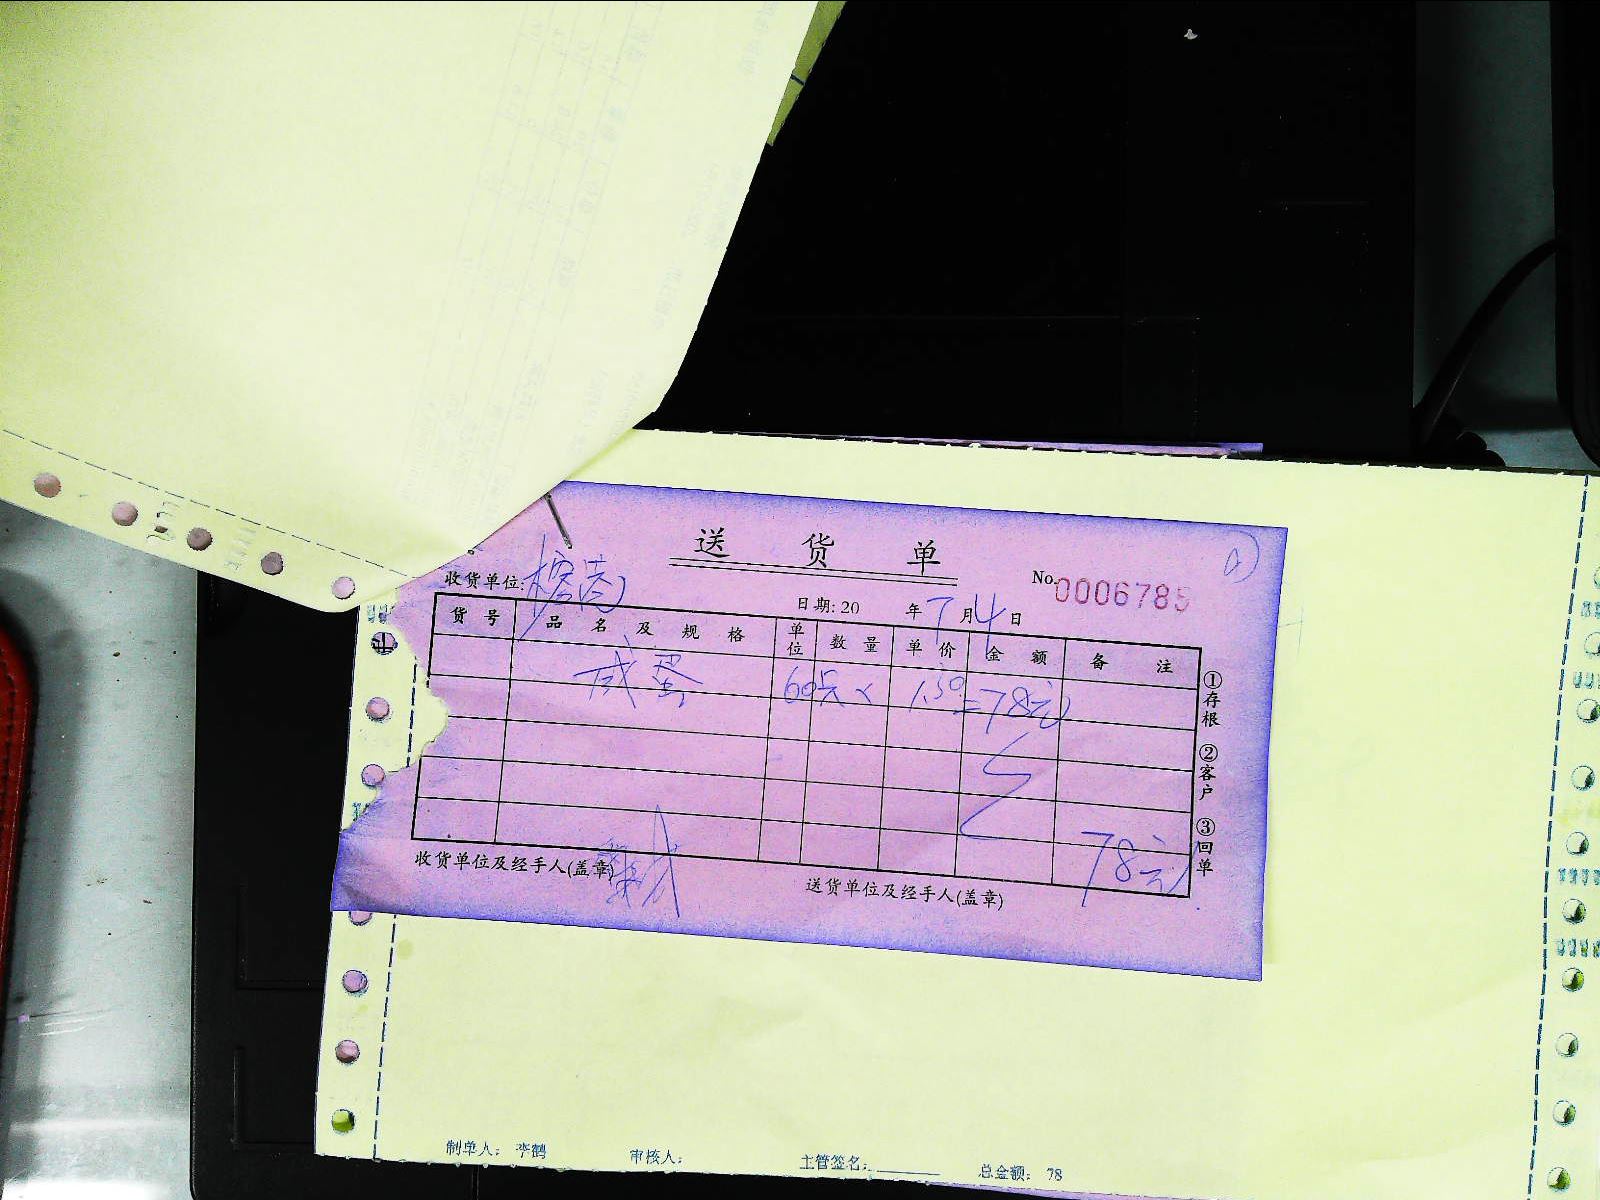 送 货 单
收货单位: 榕港
No. 0006785
日期: 20 年 7 月 4 日
货 号 品 名 及 规 格 单位 数 量 单 价 金 额 备 注
咸蛋 60只 × 1.30 =78元
78元
①存根 ②客户 ③回单
收货单位及经手人(盖章)
送货单位及经手人(盖章)
制单人: 李鹤 审核人: 主管签名: 总金额: 78